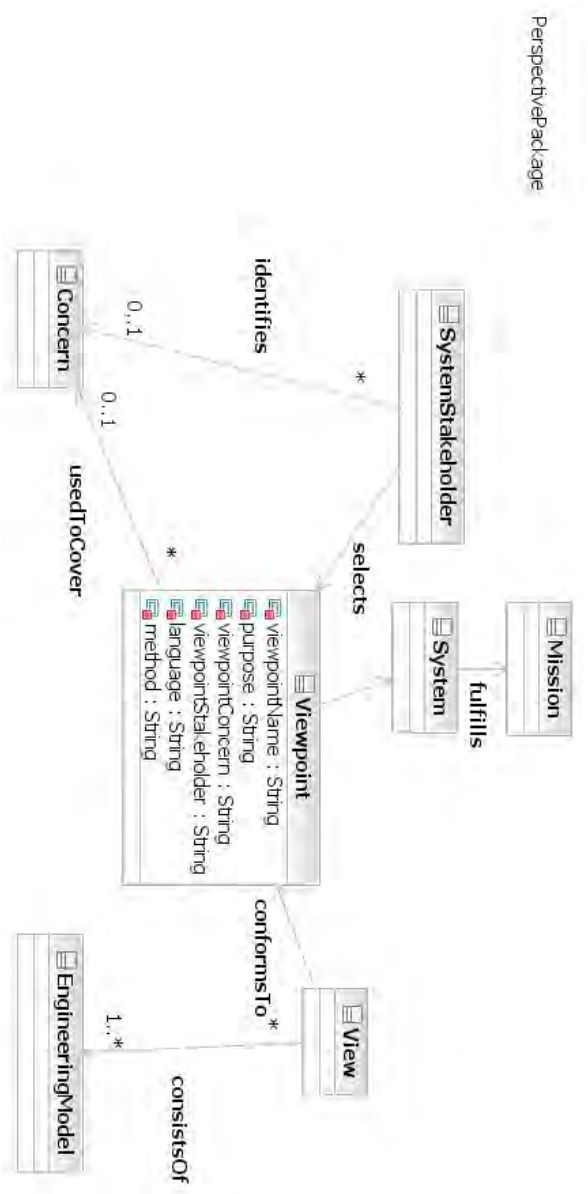 PerspectivePackage
Mission
fulfills
System
SystemStakeholder
selects
identifies
*
0..1
Concern
0..1
usedToCover
*
Viewpoint
viewpointName : String
purpose : String
viewpointConcern : String
viewpointStakeholder : String
language : String
method : String
View
conformsTo
*
consistsOf
1..*
EngineeringModel